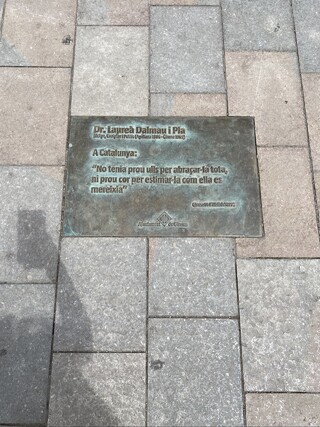 Dr. Laureà Dalmau i Pla
A Catalunya:
"No tenia prou ulls per abraçar-la tota,
ni prou cor per estimar-la com ella es
mereixia"